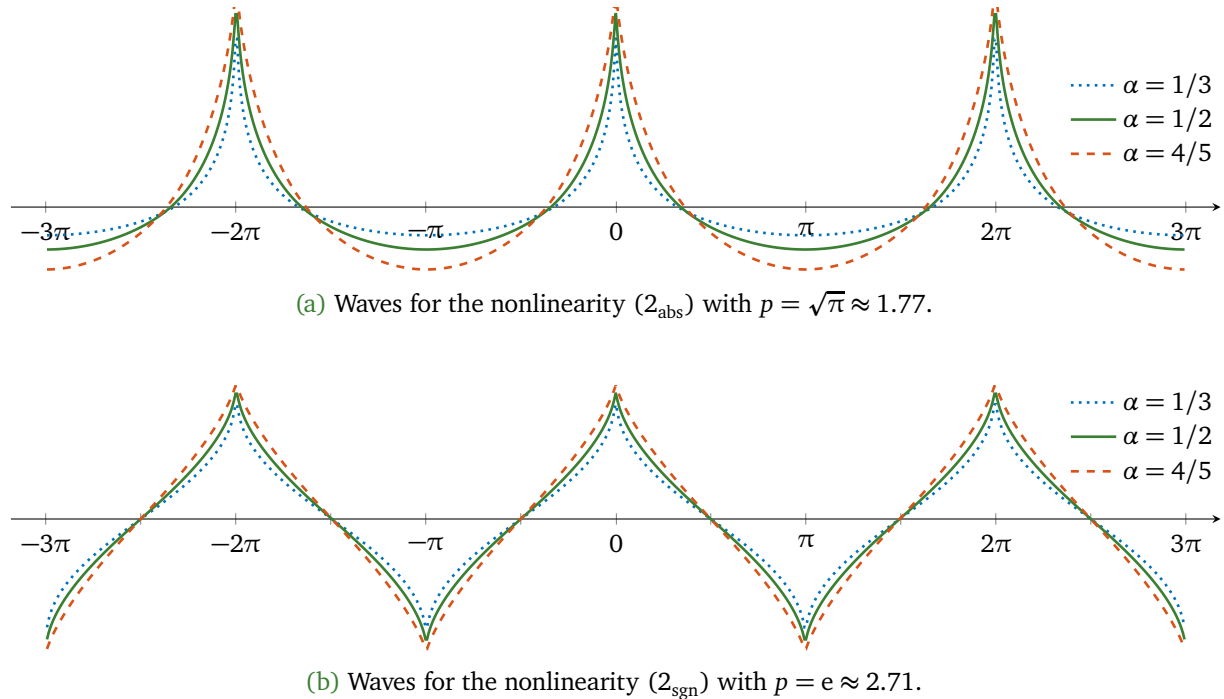 α = 1/3
α = 1/2
α = 4/5
−3π −2π −π 0 π 2π 3π
(a) Waves for the nonlinearity (2abs) with p = √π ≈ 1.77.
α = 1/3
α = 1/2
α = 4/5
−3π −2π −π 0 π 2π 3π
(b) Waves for the nonlinearity (2sgn) with p = e ≈ 2.71.